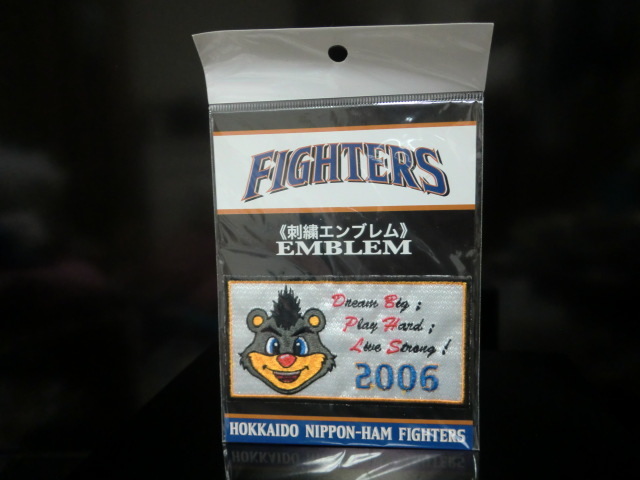 FIGHTERS
《刺繍エンブレム》
EMBLEM
Dream Big;
Play Hard;
Live Strong!
2006
HOKKAIDO NIPPON-HAM FIGHTERS